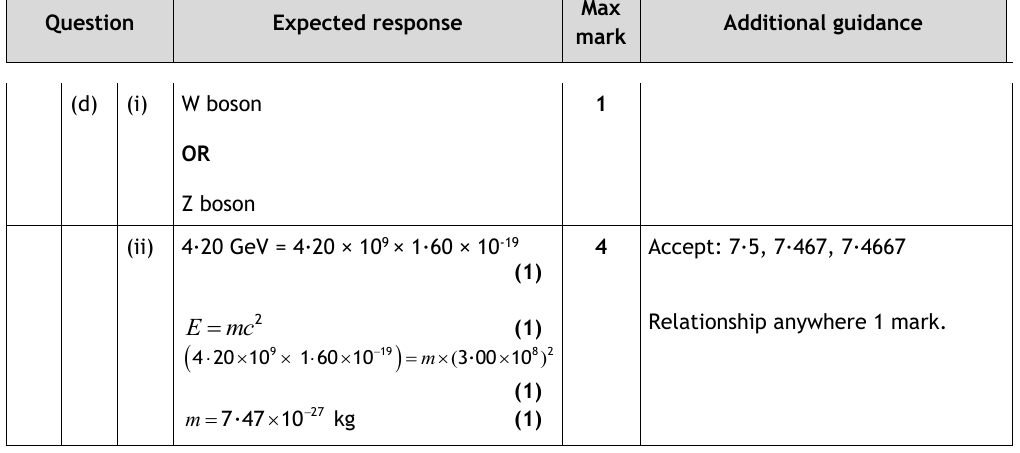 Question Expected response Max mark Additional guidance
(d) (i) W boson 1
OR
Z boson
(ii) 4·20 GeV = 4·20 × 10⁹ × 1·60 × 10⁻¹⁹ 4 Accept: 7·5, 7·467, 7·4667
(1)
E = mc² (1) Relationship anywhere 1 mark.
(4·20×10⁹ × 1·60×10⁻¹⁹) = m×(3·00×10⁸)²
(1)
m = 7·47×10⁻²⁷ kg (1)